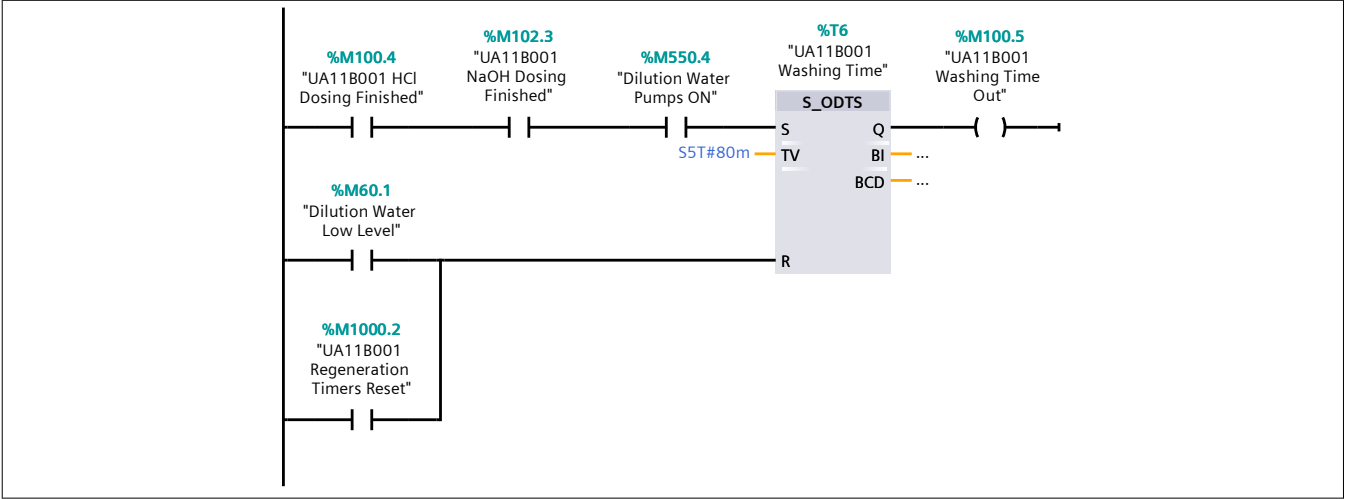 %M100.4
"UA11B001 HCl
Dosing Finished"
%M102.3
"UA11B001
NaOH Dosing
Finished"
%M550.4
"Dilution Water
Pumps ON"
%T6
"UA11B001
Washing Time"
S_ODTS
%M100.5
"UA11B001
Washing Time
Out"
S
Q
S5T#80m
TV
BI
...
BCD
...
%M60.1
"Dilution Water
Low Level"
R
%M1000.2
"UA11B001
Regeneration
Timers Reset"